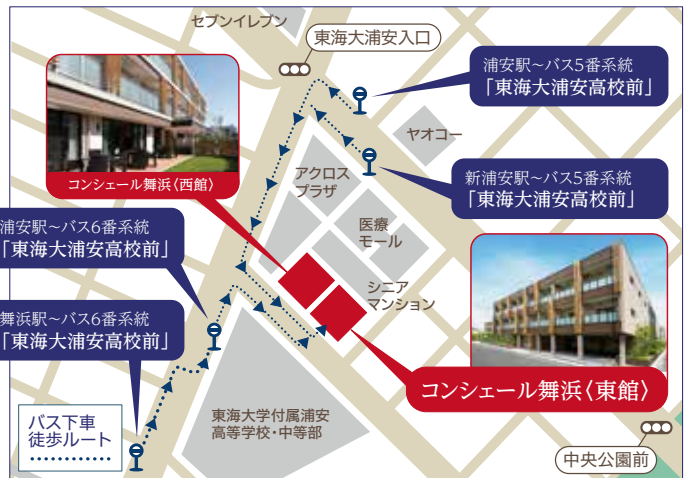 セブンイレブン
東海大浦安入口
浦安駅～バス5番系統
「東海大浦安高校前」
ヤオコー
コンシェール舞浜〈西館〉
アクロス
プラザ
新浦安駅～バス5番系統
「東海大浦安高校前」
医療
モール
浦安駅～バス6番系統
「東海大浦安高校前」
シニア
マンション
舞浜駅～バス6番系統
「東海大浦安高校前」
コンシェール舞浜〈東館〉
バス下車
徒歩ルート
東海大学付属浦安
高等学校・中等部
中央公園前